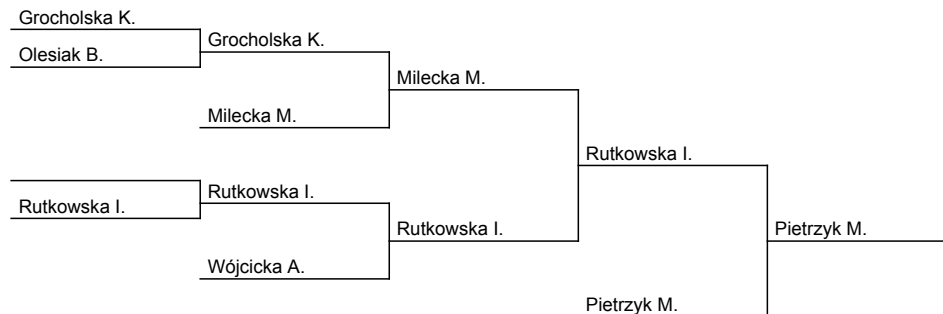 Grocholska K.
Grocholska K.
Olesiak B.
Milecka M.
Milecka M.
Rutkowska I.
Rutkowska I.
Rutkowska I.
Rutkowska I.
Pietrzyk M.
Wójcicka A.
Pietrzyk M.